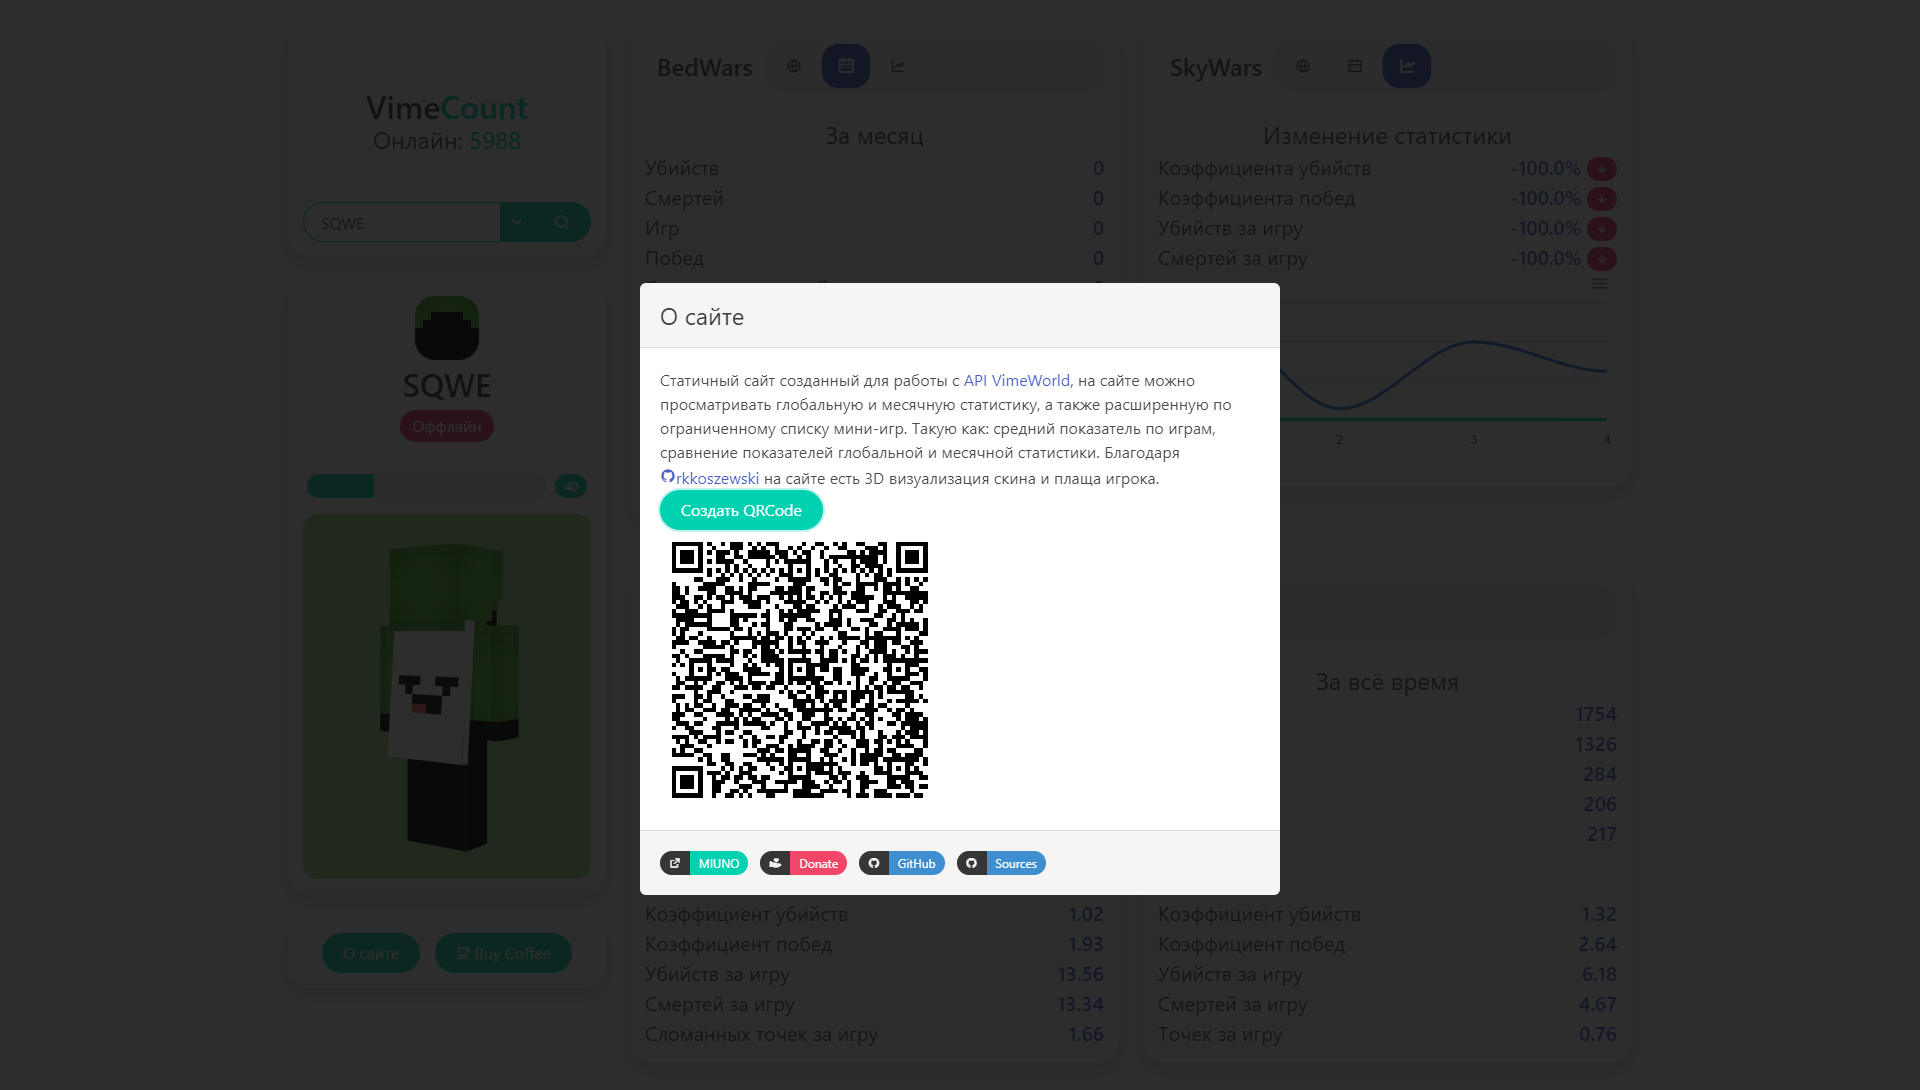 VimeCount
Онлайн: 5988
SQWE
SQWE
Оффлайн
40
О сайте
Buy Coffee
BedWars
За месяц
Убийств 0
Смертей 0
Игр 0
Побед 0
SkyWars
Изменение статистики
Коэффициента убийств -100.0%
Коэффициента побед -100.0%
Убийств за игру -100.0%
Смертей за игру -100.0%
2 3 4
О сайте
Статичный сайт созданный для работы с API VimeWorld, на сайте можно
просматривать глобальную и месячную статистику, а также расширенную по
ограниченному списку мини-игр. Такую как: средний показатель по играм,
сравнение показателей глобальной и месячной статистики. Благодаря
rkkoszewski на сайте есть 3D визуализация скина и плаща игрока.
Создать QRCode
MIUNO Donate GitHub Sources
За всё время
1754
1326
284
206
217
Коэффициент убийств 1.02
Коэффициент побед 1.93
Убийств за игру 13.56
Смертей за игру 13.34
Сломанных точек за игру 1.66
Коэффициент убийств 1.32
Коэффициент побед 2.64
Убийств за игру 6.18
Смертей за игру 4.67
Точек за игру 0.76